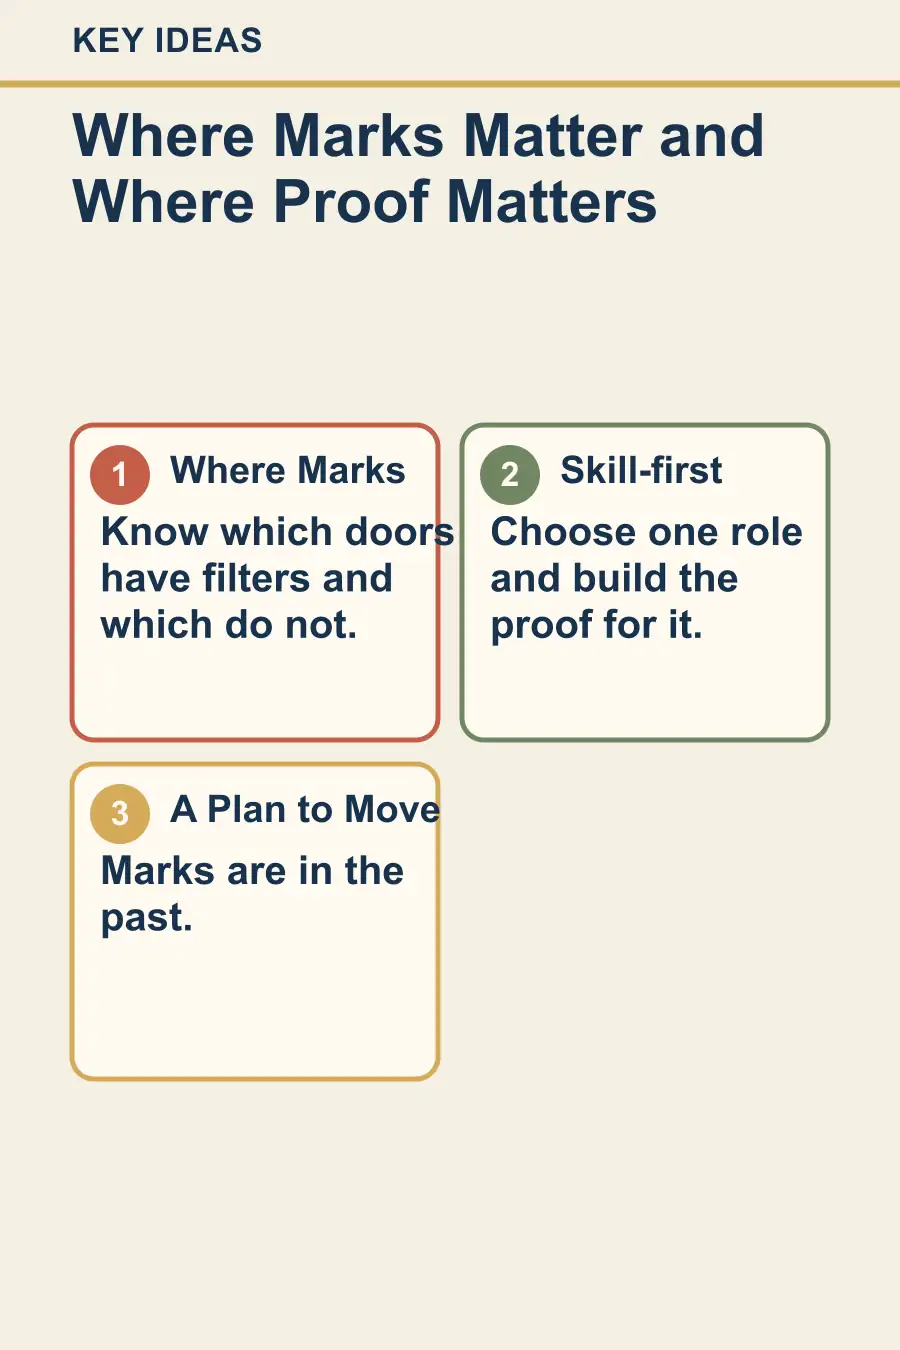 KEY IDEAS
Where Marks Matter and
Where Proof Matters
1 Where Marks
Know which doors
have filters and
which do not.
2 Skill-first
Choose one role
and build the
proof for it.
3 A Plan to Move
Marks are in the
past.